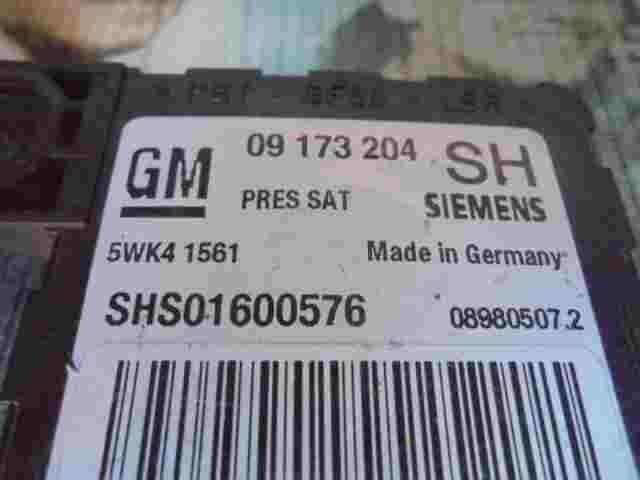 GM 09 173 204 SH
PRES SAT SIEMENS
5WK4 1561 Made in Germany
SHS01600576 08980507.2